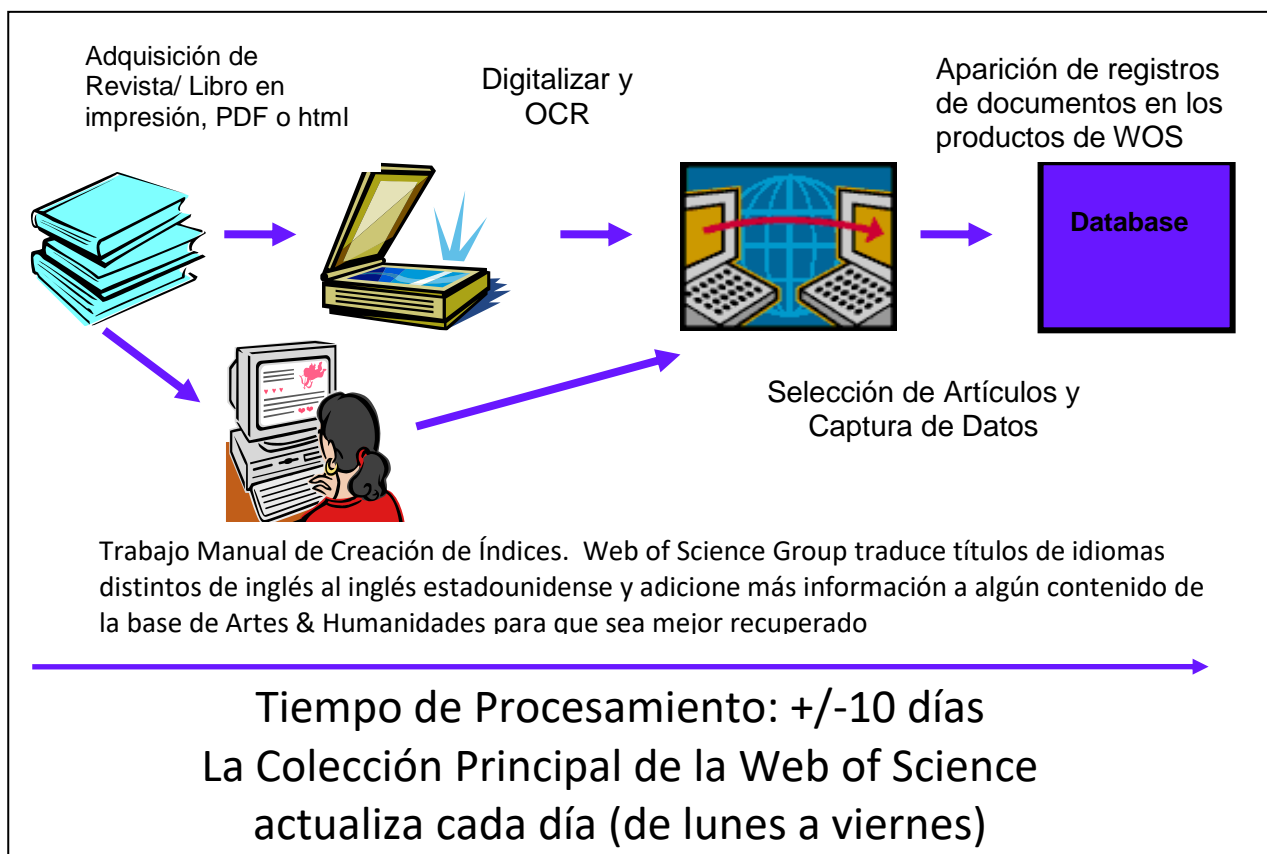 Adquisición de
Revista/ Libro en
impresión, PDF o html
Digitalizar y
OCR
Aparición de registros
de documentos en los
productos de WOS
Database
Selección de Artículos y
Captura de Datos
Trabajo Manual de Creación de Índices. Web of Science Group traduce títulos de idiomas
distintos de inglés al inglés estadounidense y adicione más información a algún contenido de
la base de Artes & Humanidades para que sea mejor recuperado
Tiempo de Procesamiento: +/-10 días
La Colección Principal de la Web of Science
actualiza cada día (de lunes a viernes)